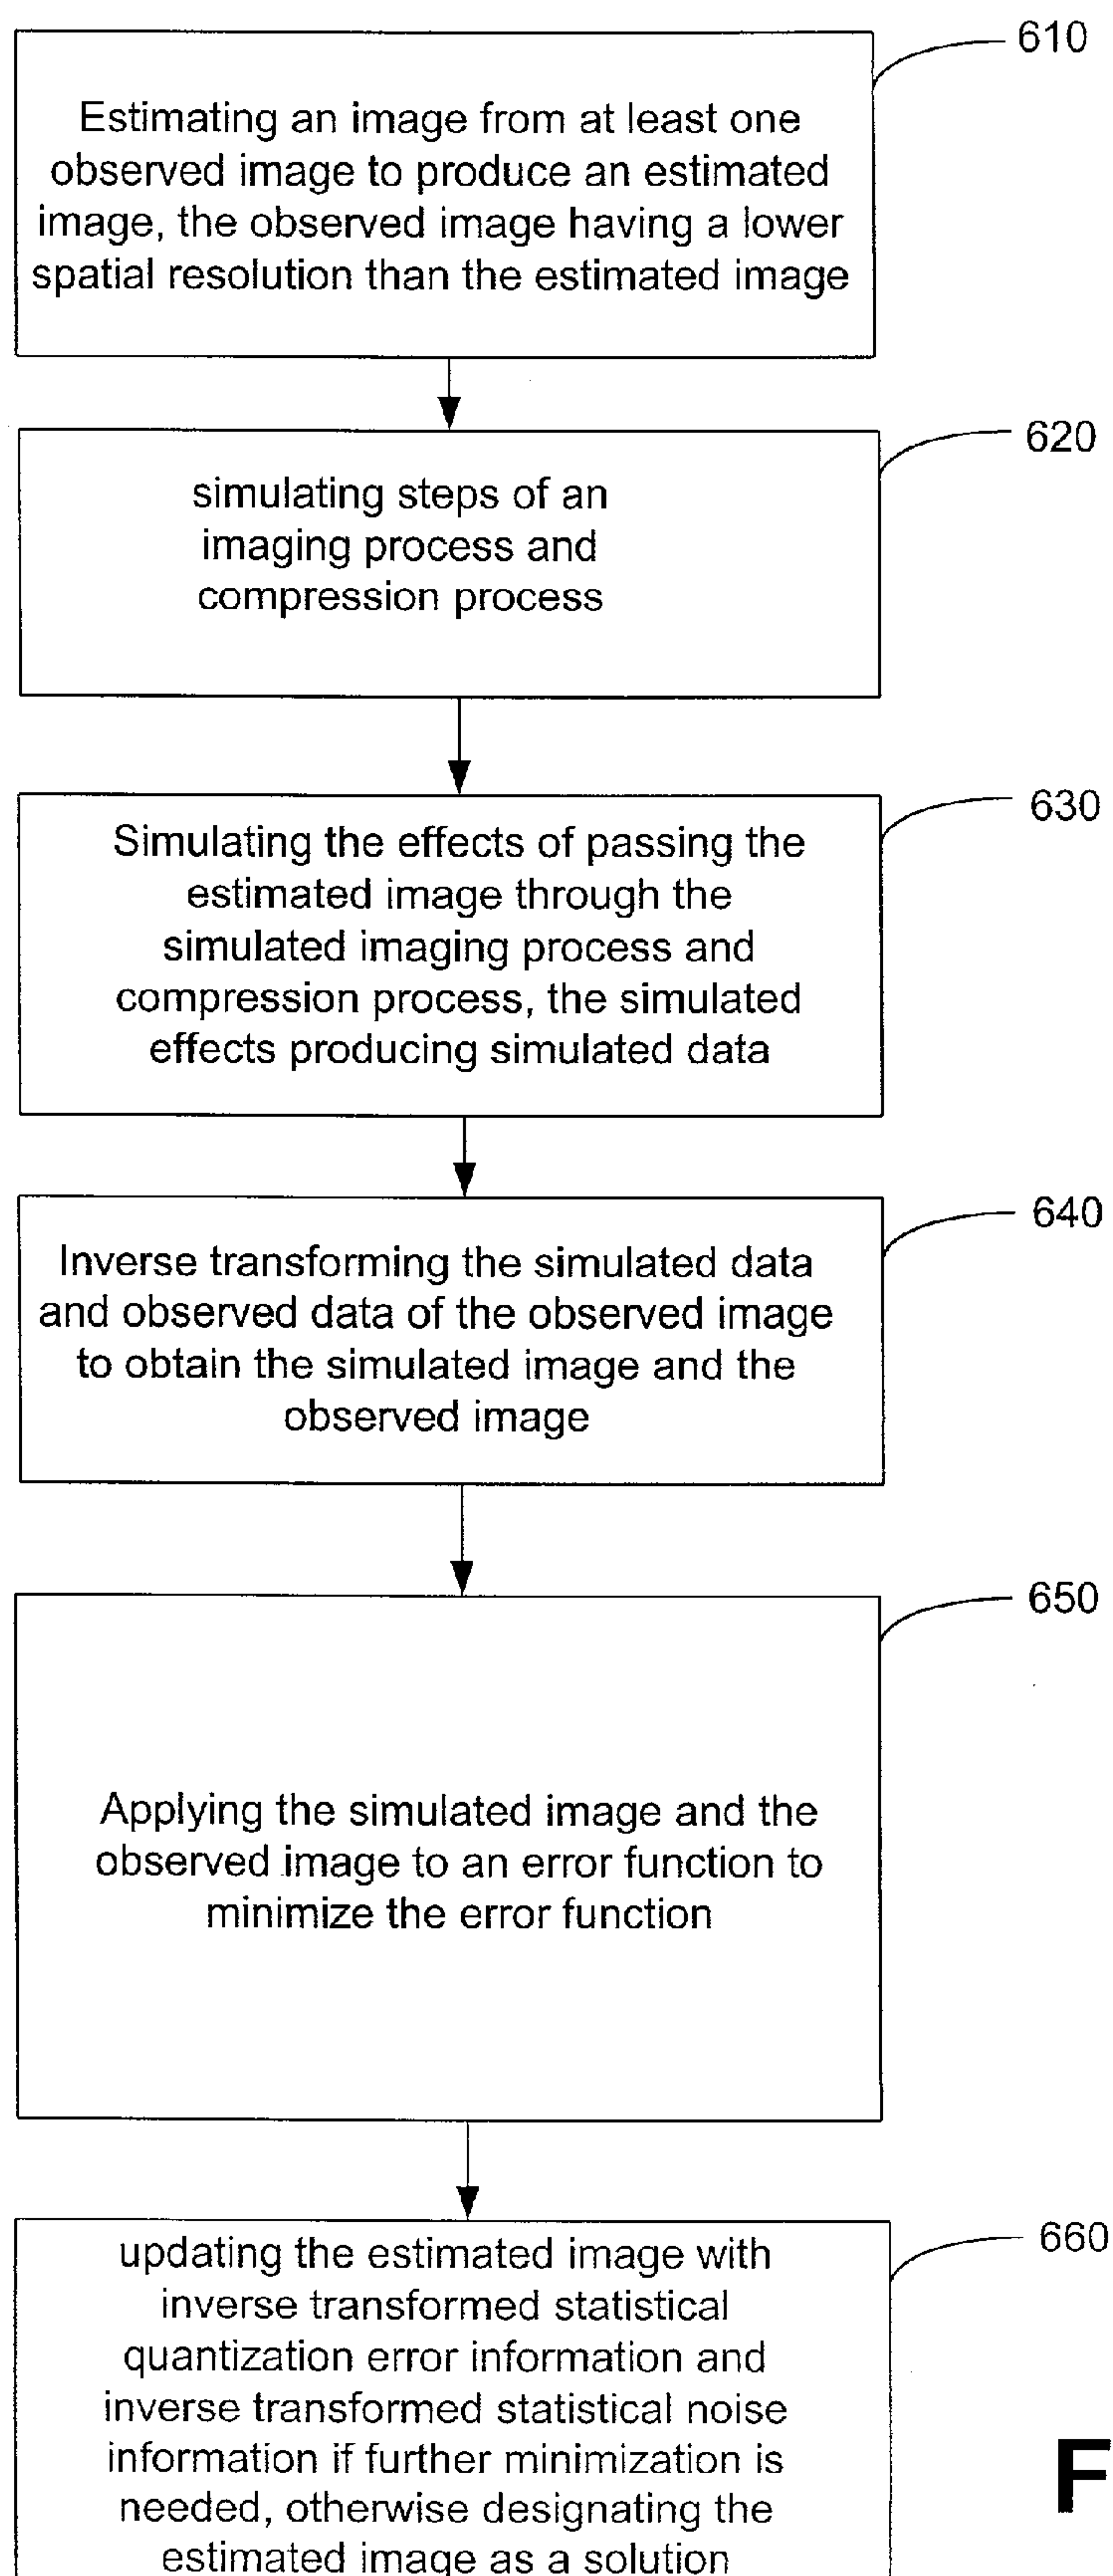 610
Estimating an image from at least one
observed image to produce an estimated
image, the observed image having a lower
spatial resolution than the estimated image
620
simulating steps of an
imaging process and
compression process
630
Simulating the effects of passing the
estimated image through the
simulated imaging process and
compression process, the simulated
effects producing simulated data
640
Inverse transforming the simulated data
and observed data of the observed image
to obtain the simulated image and the
observed image
650
Applying the simulated image and the
observed image to an error function to
minimize the error function
660
updating the estimated image with
inverse transformed statistical
quantization error information and
inverse transformed statistical noise
information if further minimization is
needed, otherwise designating the
estimated image as a solution
F